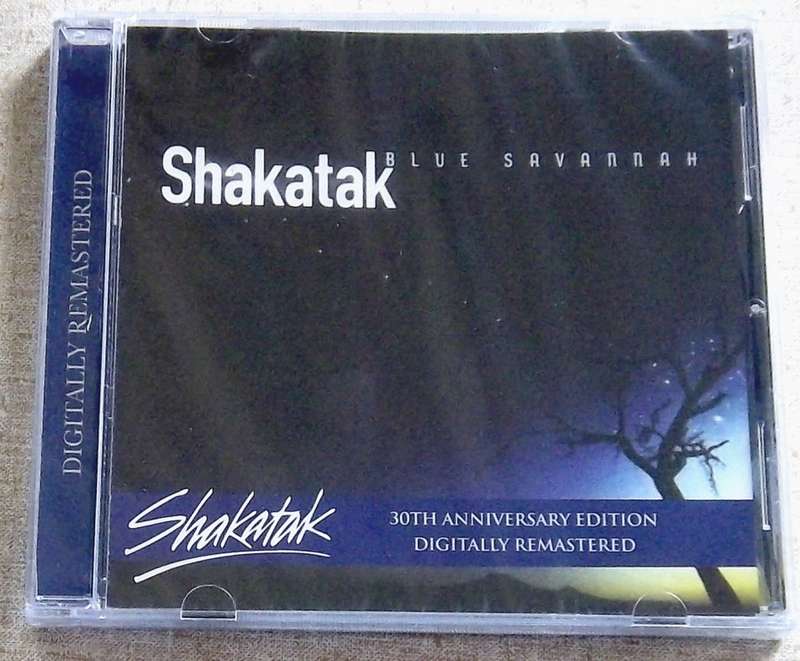 DIGITALLY REMASTERED
Shakatak
BLUE SAVANNAH
Shakatak
30TH ANNIVERSARY EDITION
DIGITALLY REMASTERED